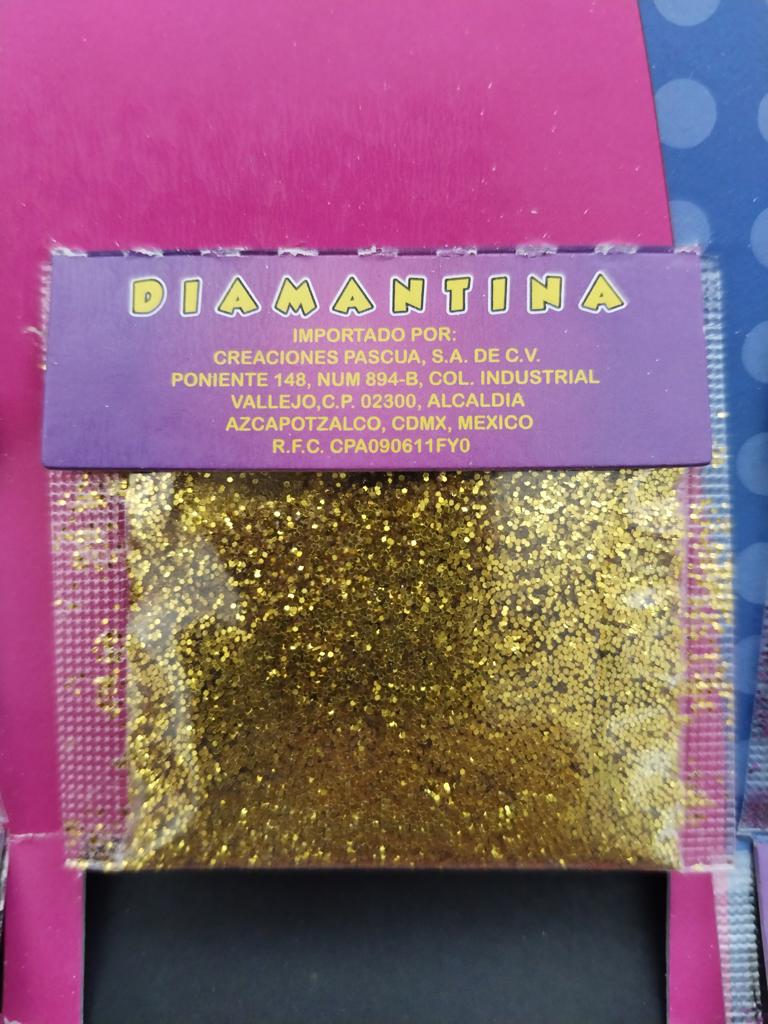 DIAMANTINA
IMPORTADO POR:
CREACIONES PASCUA, S.A. DE C.V.
PONIENTE 148, NUM 894-B, COL. INDUSTRIAL
VALLEJO,C.P. 02300, ALCALDIA
AZCAPOTZALCO, CDMX, MEXICO
R.F.C. CPA090611FY0